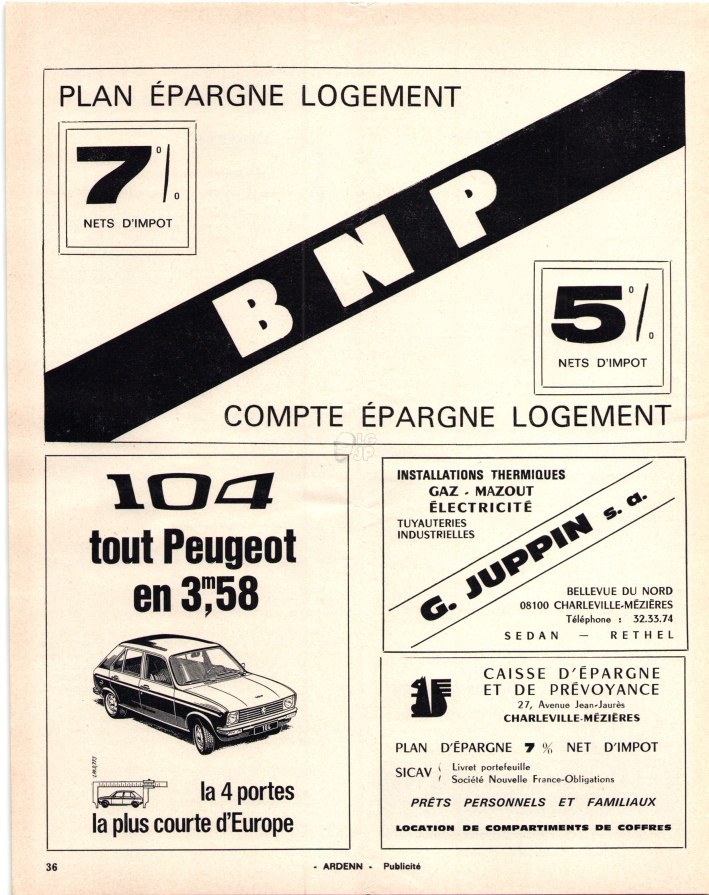 PLAN ÉPARGNE LOGEMENT
7%
NETS D'IMPOT
BNP
5%
NETS D'IMPOT
COMPTE ÉPARGNE LOGEMENT
104
tout Peugeot
en 3m,58
104
la 4 portes
la plus courte d'Europe
INSTALLATIONS THERMIQUES
GAZ - MAZOUT
ÉLECTRICITÉ
TUYAUTERIES
INDUSTRIELLES
G. JUPPIN s. a.
BELLEVUE DU NORD
08100 CHARLEVILLE-MÉZIÈRES
Téléphone : 32.33.74
SEDAN — RETHEL
CAISSE D'ÉPARGNE
ET DE PRÉVOYANCE
27, Avenue Jean-Jaurès
CHARLEVILLE-MÉZIÈRES
PLAN D'ÉPARGNE 7 % NET D'IMPOT
SICAV { Livret portefeuille
Société Nouvelle France-Obligations
PRÊTS PERSONNELS ET FAMILIAUX
LOCATION DE COMPARTIMENTS DE COFFRES
36
- ARDENN - Publicité